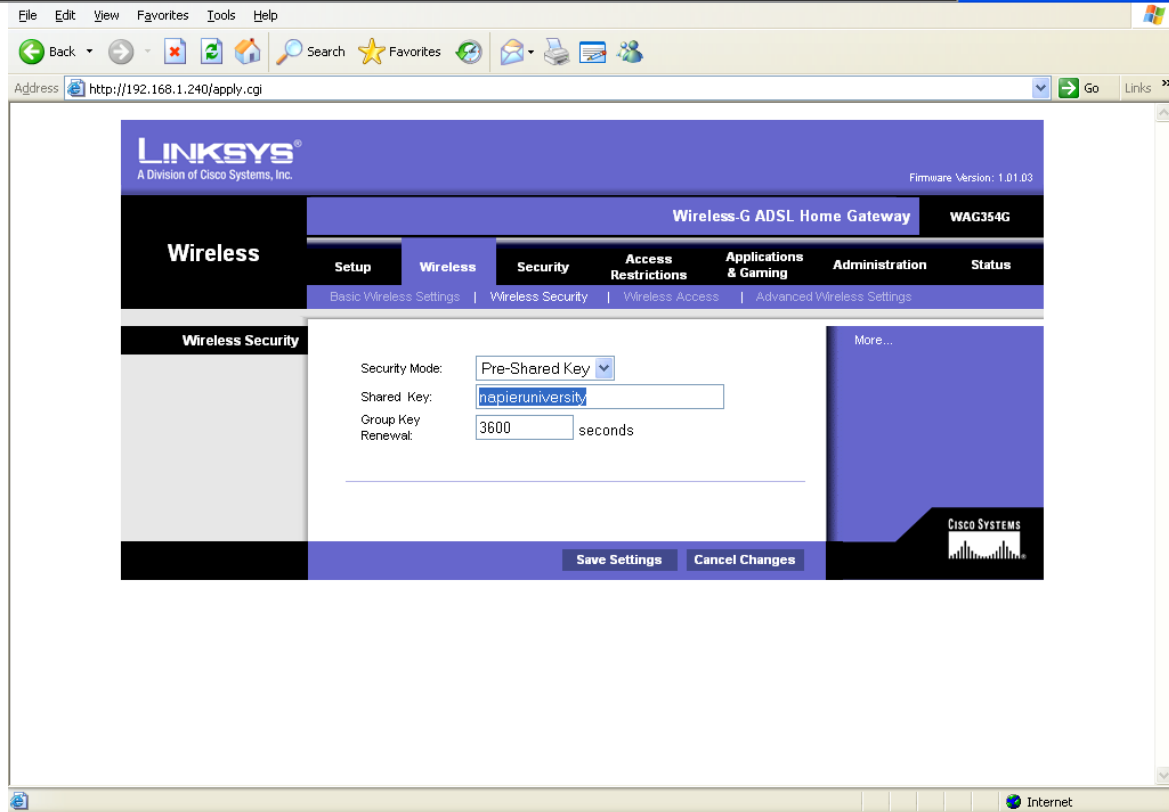 File Edit View Favorites Tools Help
Back Search Favorites
Address http://192.168.1.240/apply.cgi Go Links »
LINKSYS®
A Division of Cisco Systems, Inc.
Firmware Version: 1.01.03
Wireless-G ADSL Home Gateway WAG354G
Wireless
Setup Wireless Security Access Restrictions Applications & Gaming Administration Status
Basic Wireless Settings | Wireless Security | Wireless Access | Advanced Wireless Settings
Wireless Security
More...
Security Mode: Pre-Shared Key
Shared Key: napieruniversity
Group Key
Renewal: 3600 seconds
CISCO SYSTEMS
®
Save Settings Cancel Changes
Internet